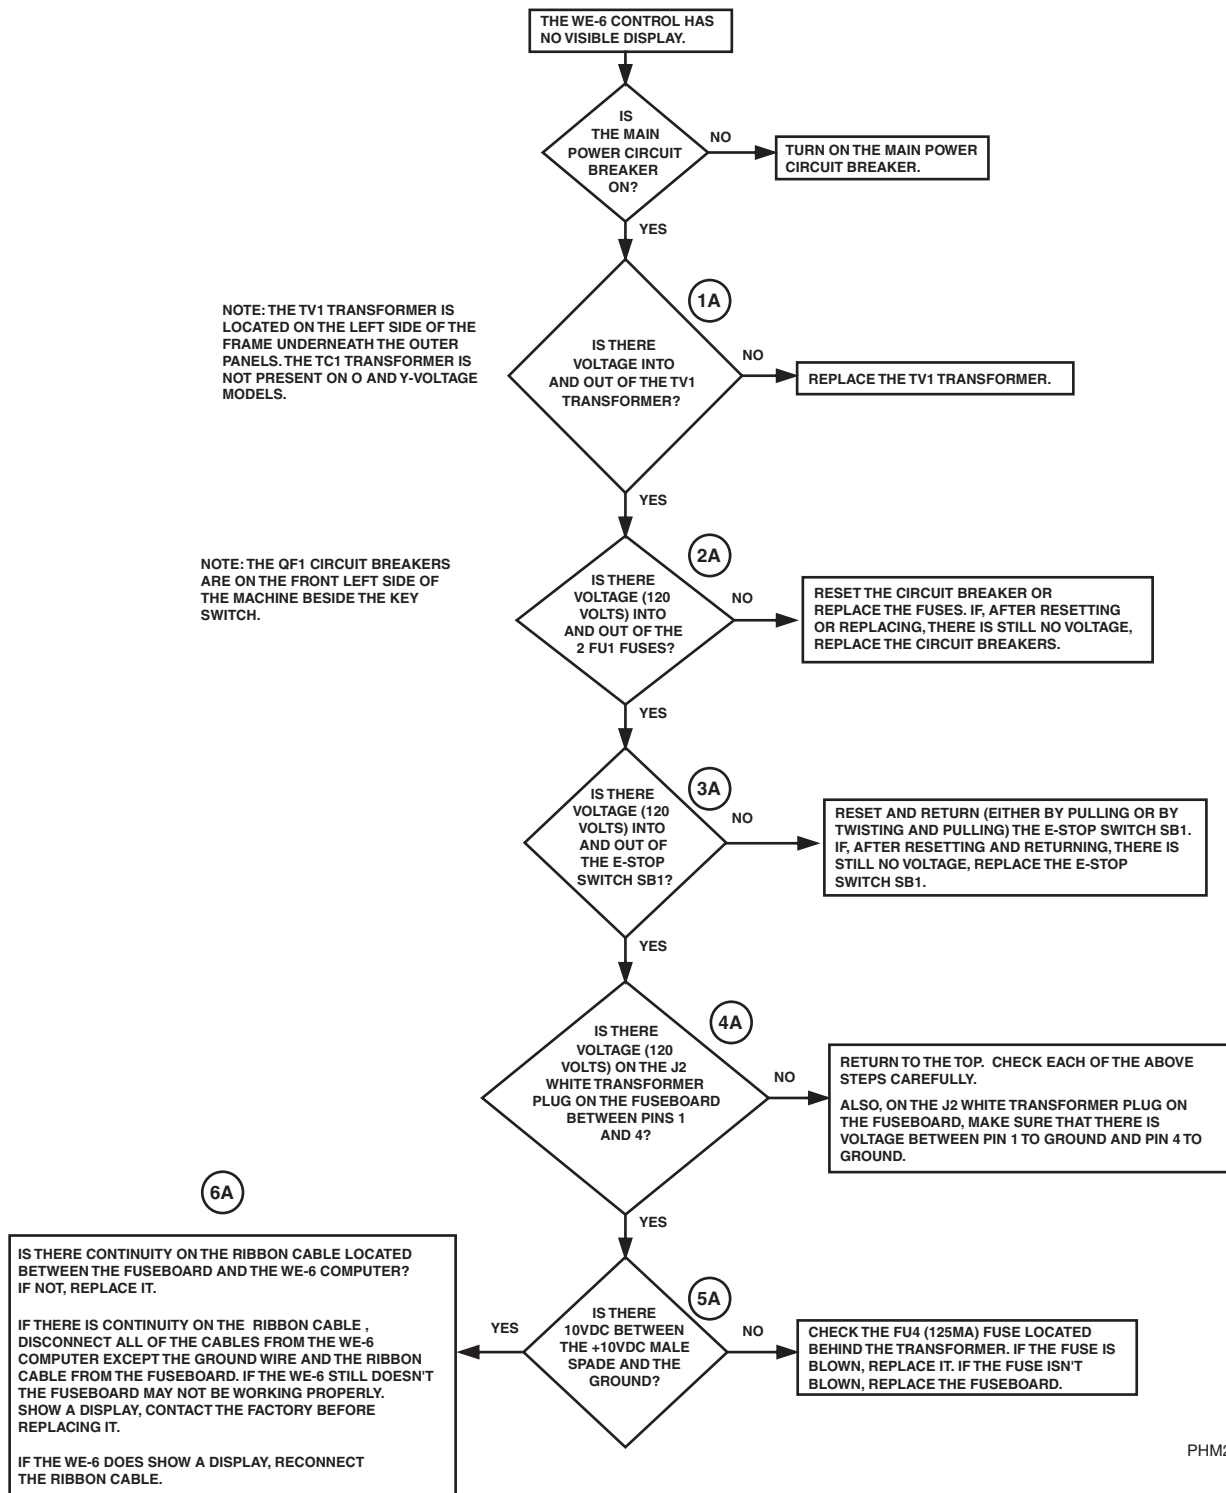 THE WE-6 CONTROL HAS
NO VISIBLE DISPLAY.
IS
THE MAIN
POWER CIRCUIT
BREAKER
ON?
NO
TURN ON THE MAIN POWER
CIRCUIT BREAKER.
YES
NOTE: THE TV1 TRANSFORMER IS
LOCATED ON THE LEFT SIDE OF THE
FRAME UNDERNEATH THE OUTER
PANELS. THE TC1 TRANSFORMER IS
NOT PRESENT ON O AND Y-VOLTAGE
MODELS.
1A
IS THERE
VOLTAGE INTO
AND OUT OF THE TV1
TRANSFORMER?
NO
REPLACE THE TV1 TRANSFORMER.
YES
NOTE: THE QF1 CIRCUIT BREAKERS
ARE ON THE FRONT LEFT SIDE OF
THE MACHINE BESIDE THE KEY
SWITCH.
2A
IS THERE
VOLTAGE (120
VOLTS) INTO
AND OUT OF THE
2 FU1 FUSES?
NO
RESET THE CIRCUIT BREAKER OR
REPLACE THE FUSES. IF, AFTER RESETTING
OR REPLACING, THERE IS STILL NO VOLTAGE,
REPLACE THE CIRCUIT BREAKERS.
YES
3A
IS THERE
VOLTAGE (120
VOLTS) INTO
AND OUT OF
THE E-STOP
SWITCH SB1?
NO
RESET AND RETURN (EITHER BY PULLING OR BY
TWISTING AND PULLING) THE E-STOP SWITCH SB1.
IF, AFTER RESETTING AND RETURNING, THERE IS
STILL NO VOLTAGE, REPLACE THE E-STOP
SWITCH SB1.
YES
4A
IS THERE
VOLTAGE (120
VOLTS) ON THE J2
WHITE TRANSFORMER
PLUG ON THE FUSEBOARD
BETWEEN PINS 1
AND 4?
NO
RETURN TO THE TOP. CHECK EACH OF THE ABOVE
STEPS CAREFULLY.
ALSO, ON THE J2 WHITE TRANSFORMER PLUG ON
THE FUSEBOARD, MAKE SURE THAT THERE IS
VOLTAGE BETWEEN PIN 1 TO GROUND AND PIN 4 TO
GROUND.
YES
5A
IS THERE
10VDC BETWEEN
THE +10VDC MALE
SPADE AND THE
GROUND?
NO
CHECK THE FU4 (125MA) FUSE LOCATED
BEHIND THE TRANSFORMER. IF THE FUSE IS
BLOWN, REPLACE IT. IF THE FUSE ISN'T
BLOWN, REPLACE THE FUSEBOARD.
YES
6A
IS THERE CONTINUITY ON THE RIBBON CABLE LOCATED
BETWEEN THE FUSEBOARD AND THE WE-6 COMPUTER?
IF NOT, REPLACE IT.
IF THERE IS CONTINUITY ON THE RIBBON CABLE ,
DISCONNECT ALL OF THE CABLES FROM THE WE-6
COMPUTER EXCEPT THE GROUND WIRE AND THE RIBBON
CABLE FROM THE FUSEBOARD. IF THE WE-6 STILL DOESN'T
THE FUSEBOARD MAY NOT BE WORKING PROPERLY.
SHOW A DISPLAY, CONTACT THE FACTORY BEFORE
REPLACING IT.
IF THE WE-6 DOES SHOW A DISPLAY, RECONNECT
THE RIBBON CABLE.
PHM2